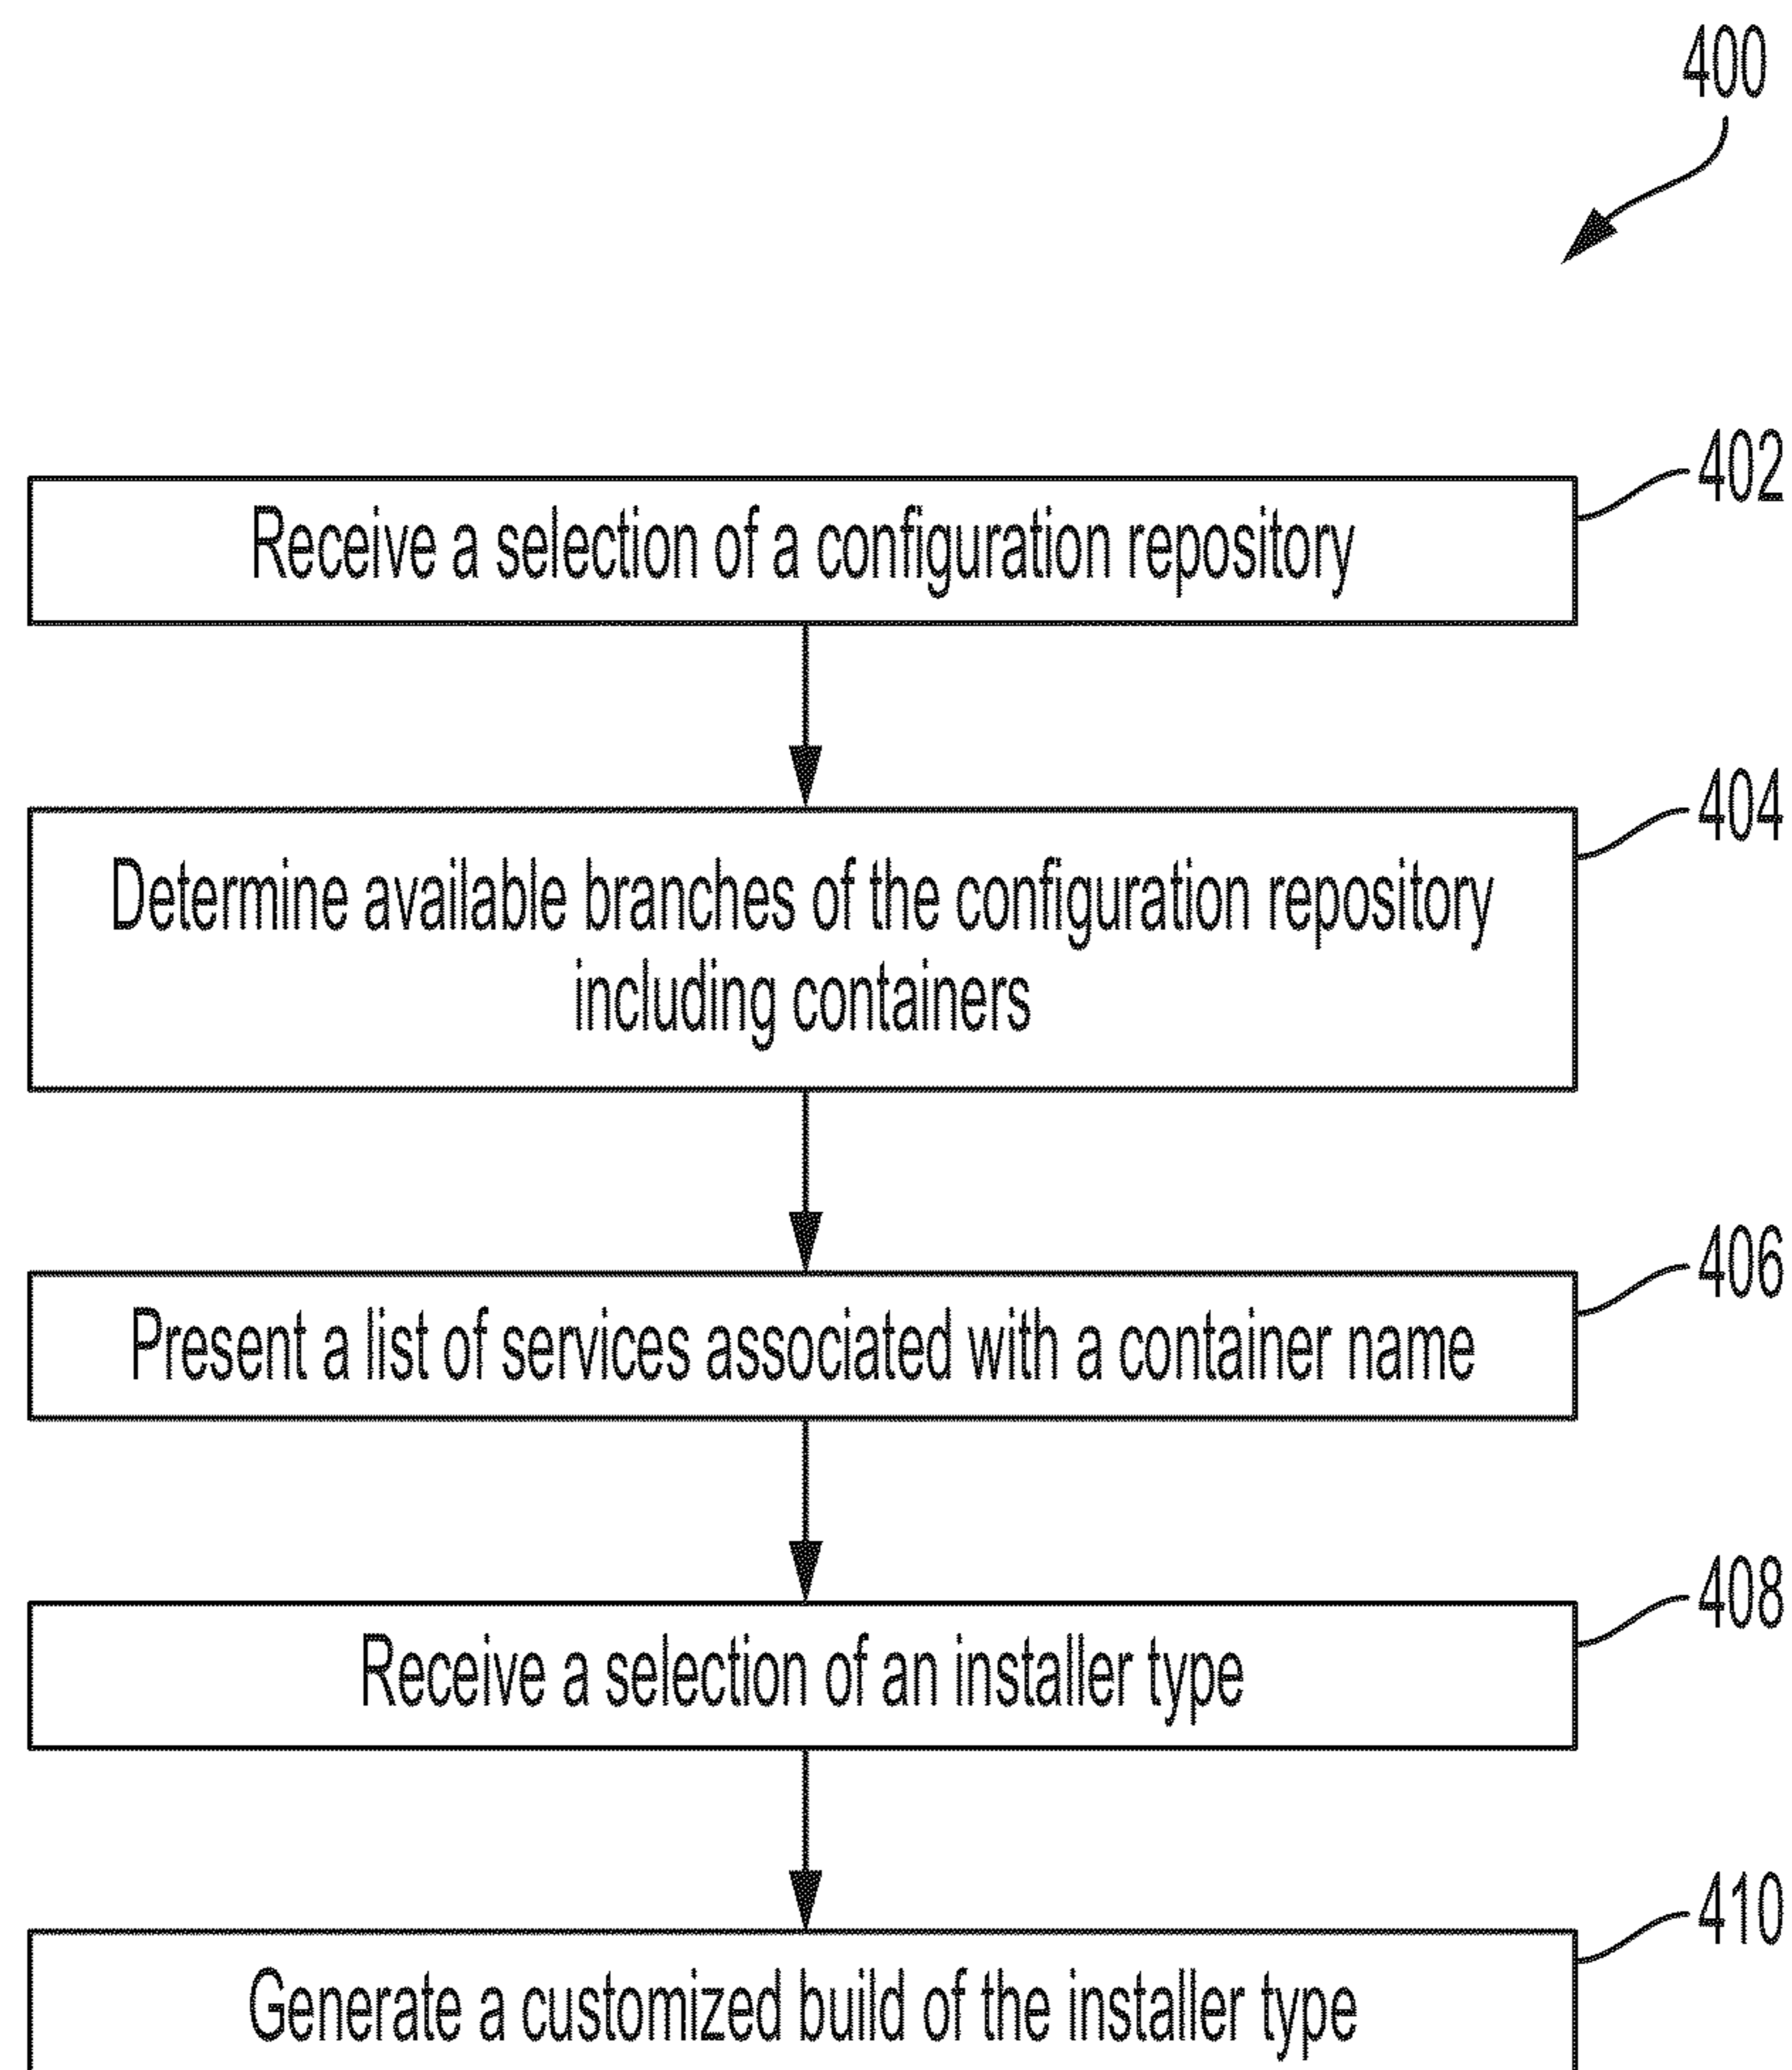 400
402
Receive a selection of a configuration repository
404
Determine available branches of the configuration repository
including containers
406
Present a list of services associated with a container name
408
Receive a selection of an installer type
410
Generate a customized build of the installer type